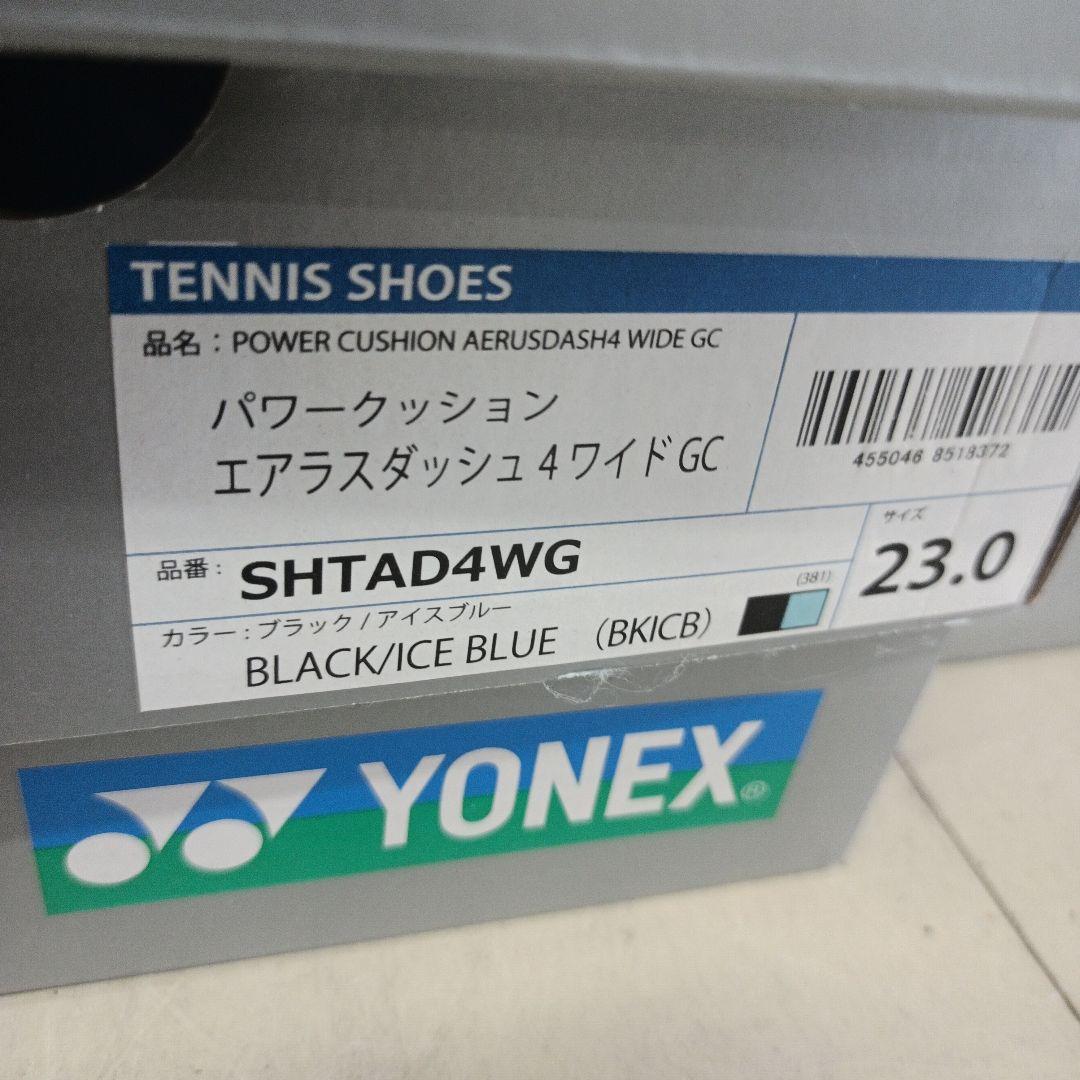 TENNIS SHOES
品名：POWER CUSHION AERUSDASH4 WIDE GC
パワークッション
エアラスダッシュ4ワイドGC
455046 8518372
品番：SHTAD4WG
サイズ
23.0
カラー：ブラック/アイスブルー
(381)
BLACK/ICE BLUE （BKICB）
YONEX®